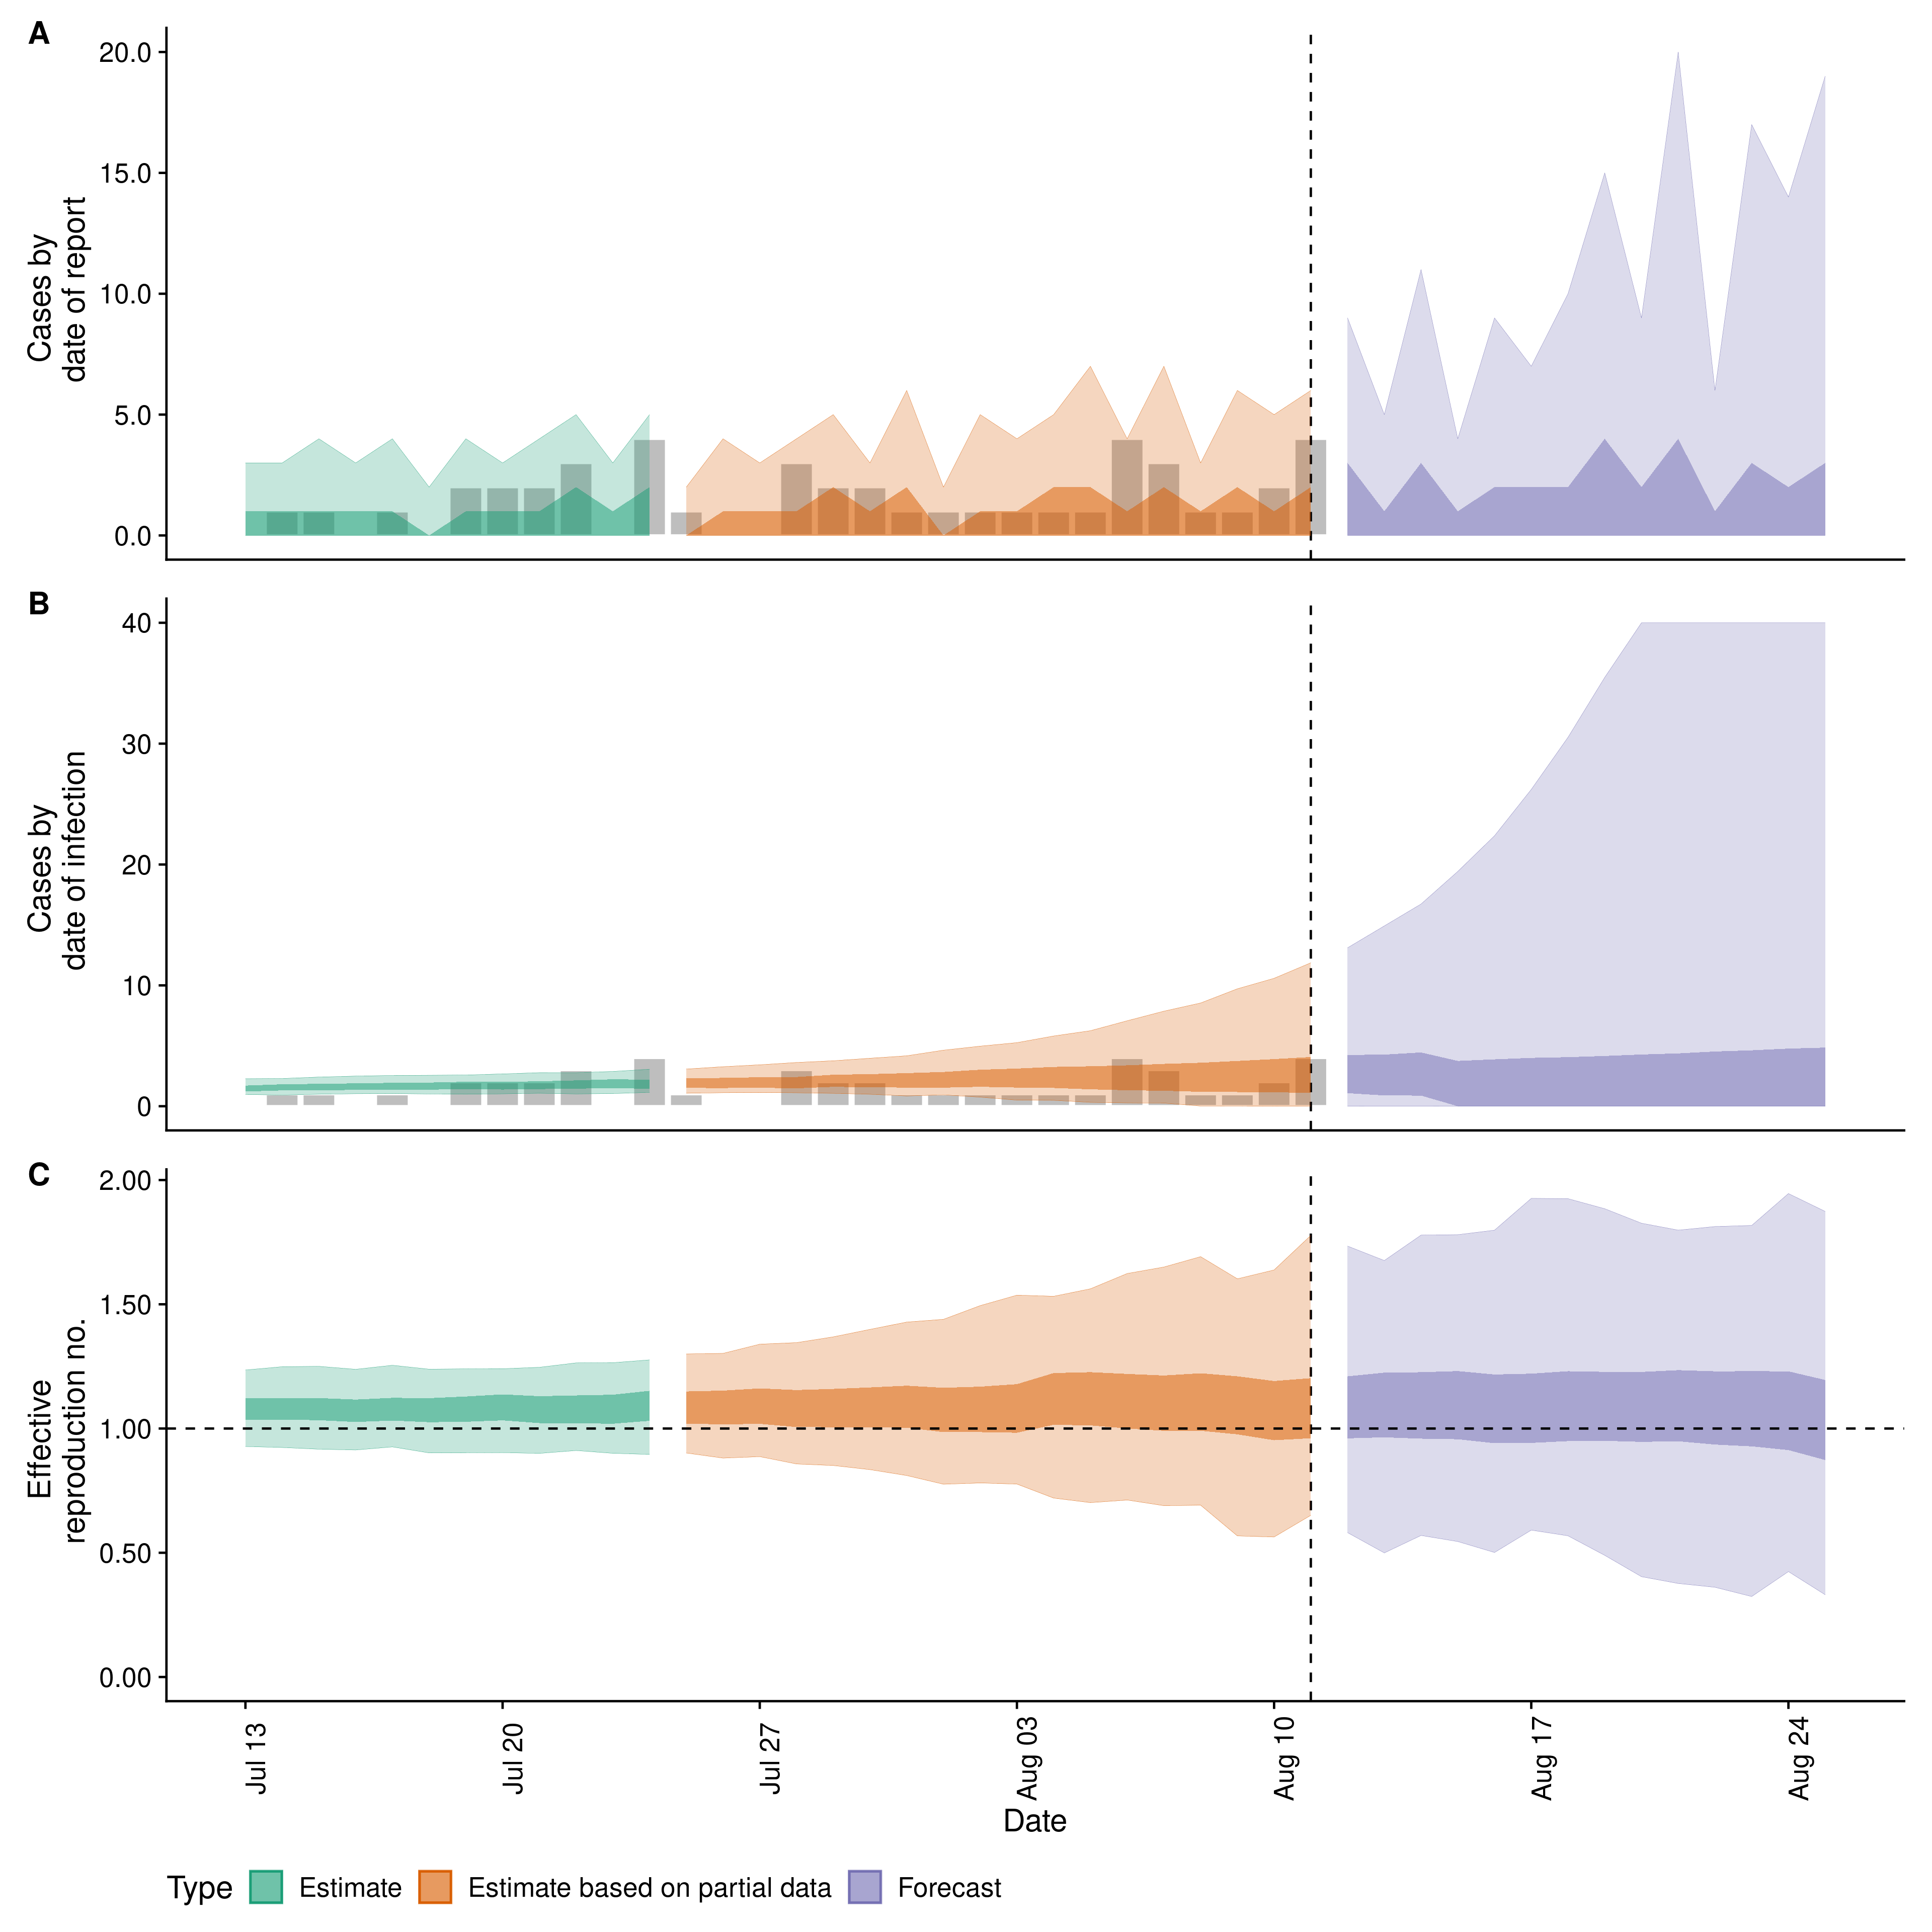 A
20.0
15.0
10.0
5.0
0.0
Cases by
date of report
B
40
30
20
10
0
Cases by
date of infection
C
2.00
1.50
1.00
0.50
0.00
Effective
reproduction no.
Jul 13
Jul 20
Jul 27
Aug 03
Aug 10
Aug 17
Aug 24
Date
Type Estimate Estimate based on partial data Forecast